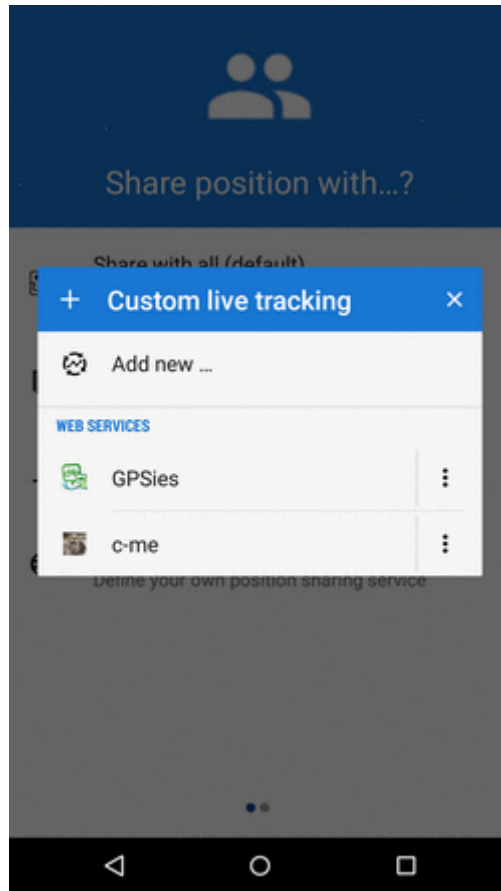 Share position with...?
Share with all (default)
Custom live tracking
Add new ...
WEB SERVICES
GPSies
c-me
Define your own position sharing service